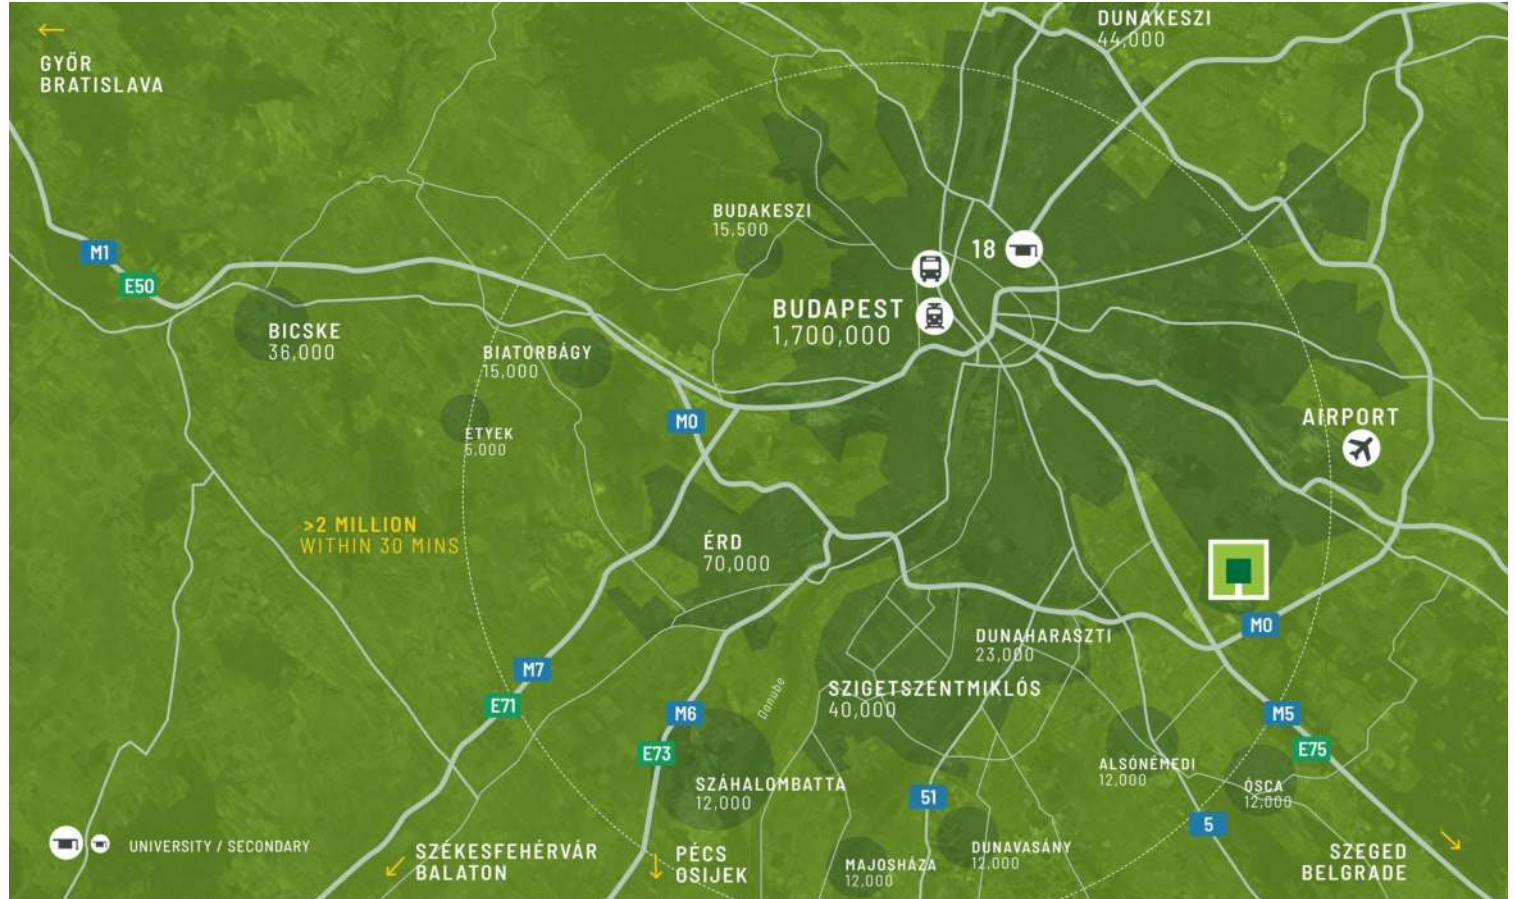 GYŐR
BRATISLAVA
DUNAKESZI
44,000
BUDAKESZI
15,500
18
M1
E50
BUDAPEST
1,700,000
BICSKE
36,000
BIATORBÁGY
15,000
AIRPORT
M0
ETYEK
6,000
>2 MILLION
WITHIN 30 MINS
ÉRD
70,000
M0
DUNAHARASZTI
23,000
M7
SZIGETSZENTMIKLÓS
40,000
E71
Danube
M6
M5
E73
E75
ALSÓNÉMEDI
12,000
SZÁHALOMBATTA
12,000
ÓSCA
12,000
51
5
UNIVERSITY / SECONDARY
SZÉKESFEHÉRVÁR
BALATON
PÉCS
OSIJEK
MAJOSHÁZA
12,000
DUNAVASÁNY
12,000
SZEGED
BELGRADE